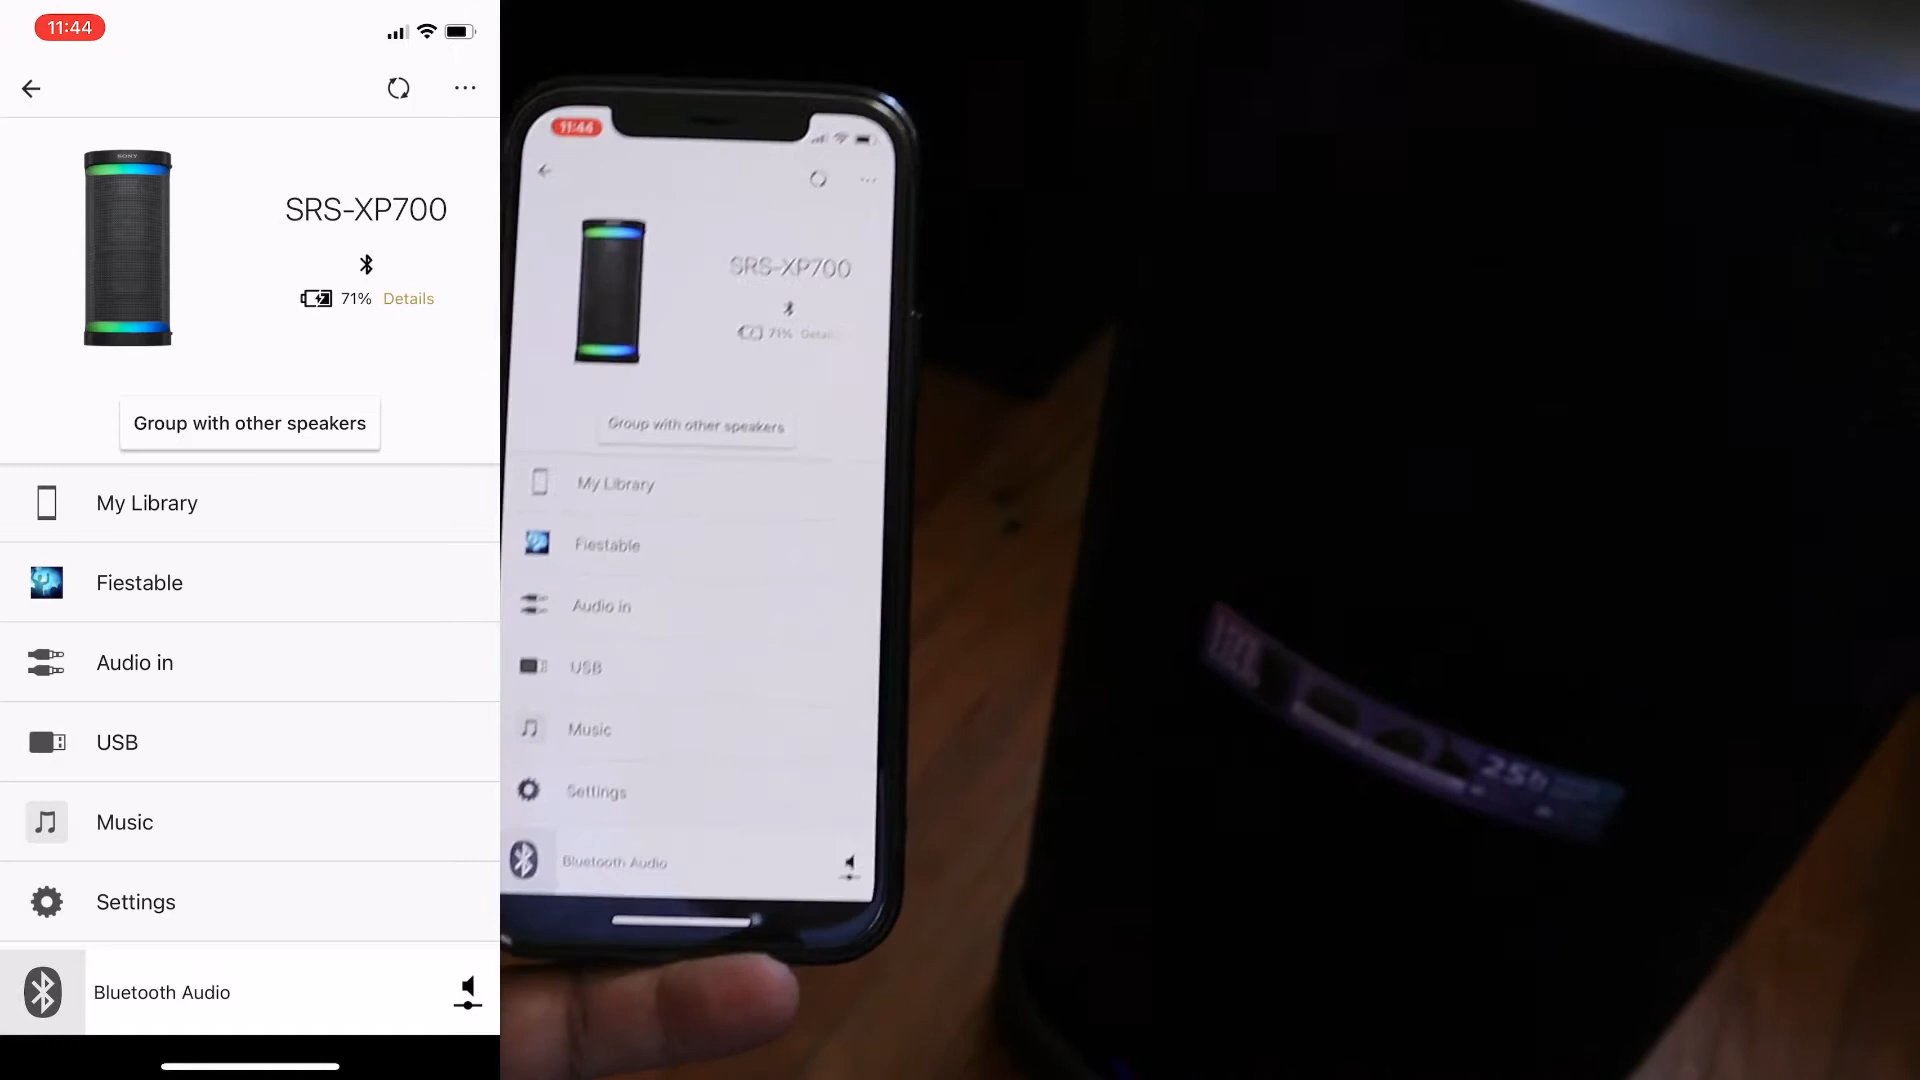 11:44
SONY
SRS-XP700
71% Details
Group with other speakers
My Library
Fiestable
Audio in
USB
Music
Settings
Bluetooth Audio
11:44
SRS-XP700
71%
Group with other speakers
My Library
Fiestable
Audio in
USB
Music
Settings
Bluetooth Audio
25h